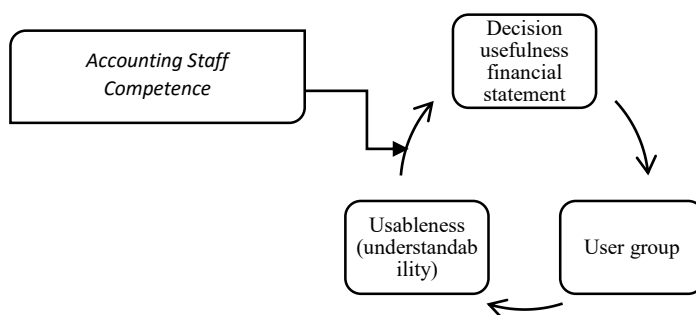 Accounting Staff
Competence
Decision
usefulness
financial
statement
Usableness
(understandab
ility)
User group